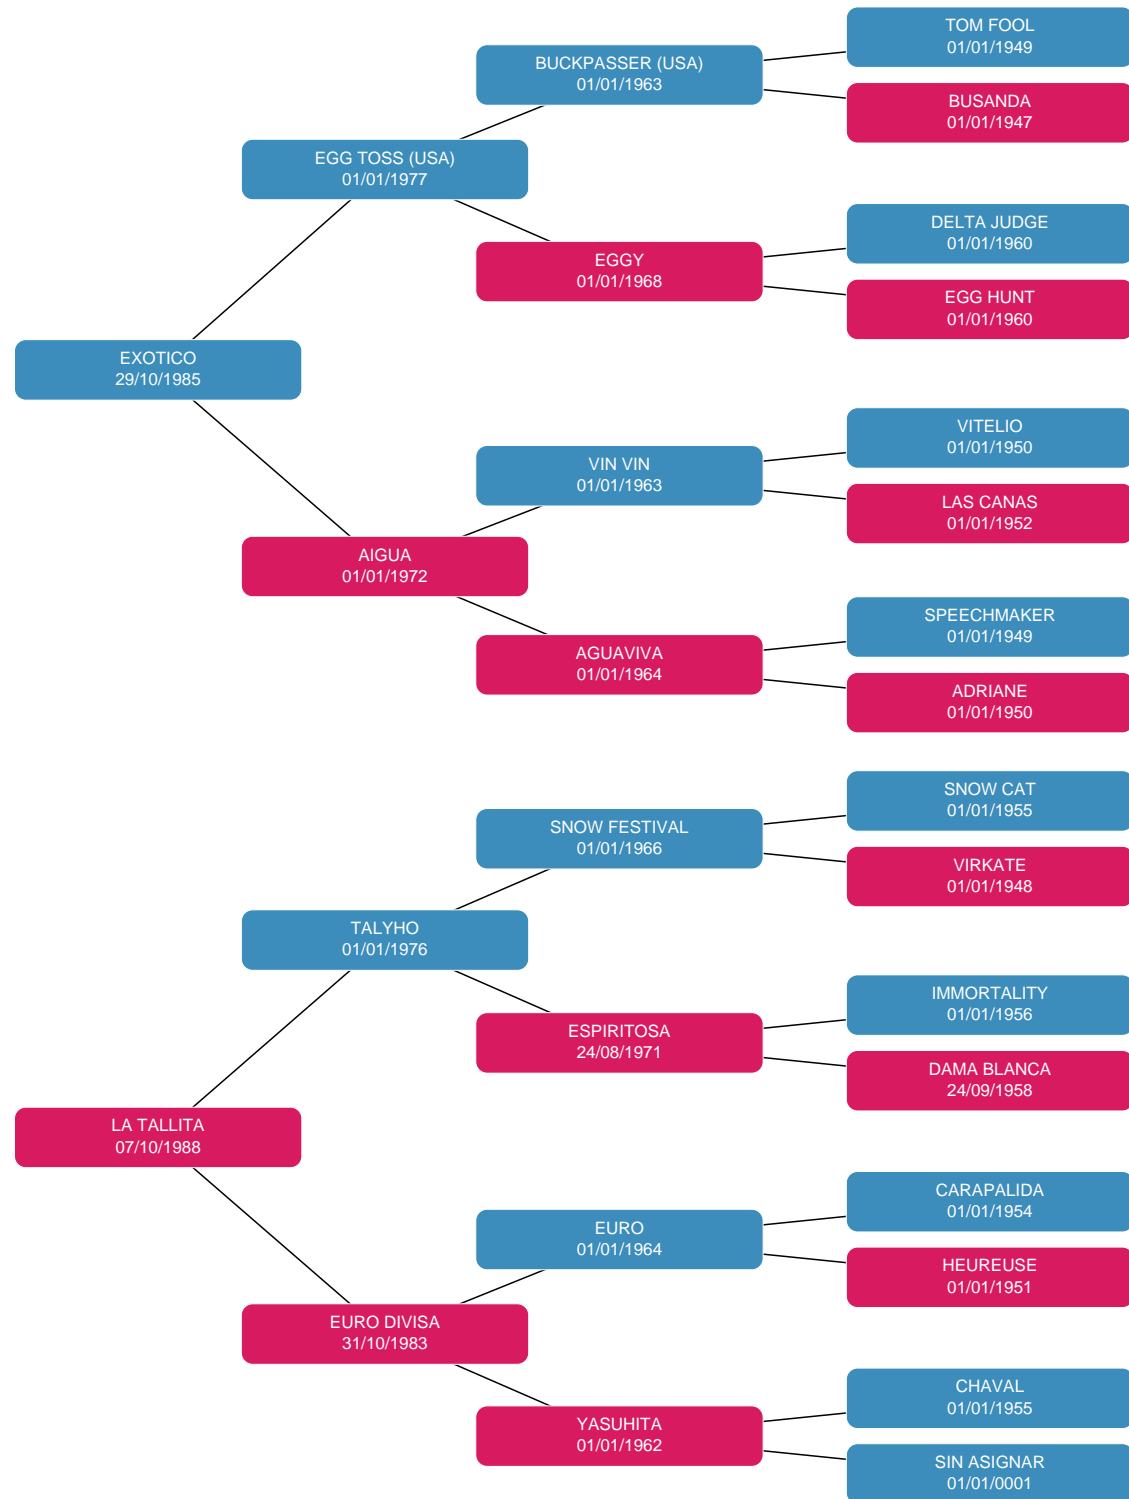 TOM FOOL
01/01/1949
BUCKPASSER (USA)
01/01/1963
BUSANDA
01/01/1947
EGG TOSS (USA)
01/01/1977
DELTA JUDGE
01/01/1960
EGGY
01/01/1968
EGG HUNT
01/01/1960
EXOTICO
29/10/1985
VITELIO
01/01/1950
VIN VIN
01/01/1963
LAS CANAS
01/01/1952
AIGUA
01/01/1972
SPEECHMAKER
01/01/1949
AGUAVIVA
01/01/1964
ADRIANE
01/01/1950
SNOW CAT
01/01/1955
SNOW FESTIVAL
01/01/1966
VIRKATE
01/01/1948
TALYHO
01/01/1976
IMMORTALITY
01/01/1956
ESPIRITOSA
24/08/1971
DAMA BLANCA
24/09/1958
LA TALLITA
07/10/1988
CARAPALIDA
01/01/1954
EURO
01/01/1964
HEUREUSE
01/01/1951
EURO DIVISA
31/10/1983
CHAVAL
01/01/1955
YASUHITA
01/01/1962
SIN ASIGNAR
01/01/0001